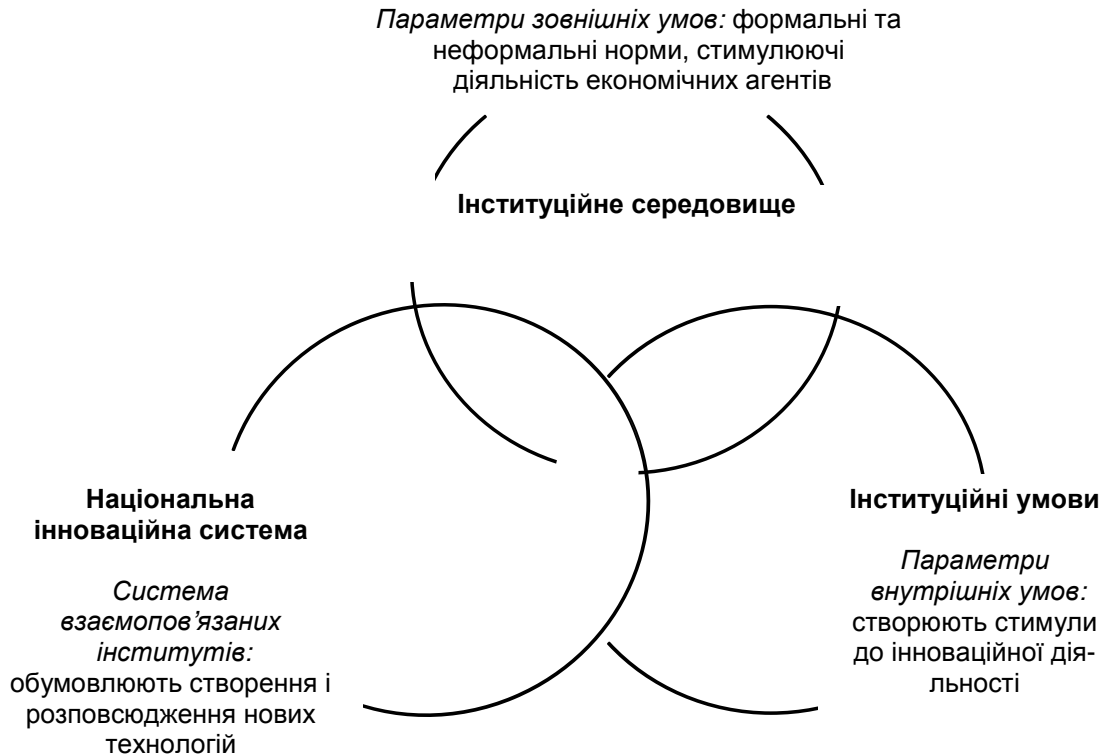 Параметри зовнішніх умов: формальні та
неформальні норми, стимулюючі
діяльність економічних агентів
Інституційне середовище
Національна
інноваційна система
Система
взаємопов’язаних
інститутів:
обумовлюють створення і
розповсюдження нових
технологій
Інституційні умови
Параметри
внутрішніх умов:
створюють стимули
до інноваційної дія-
льності